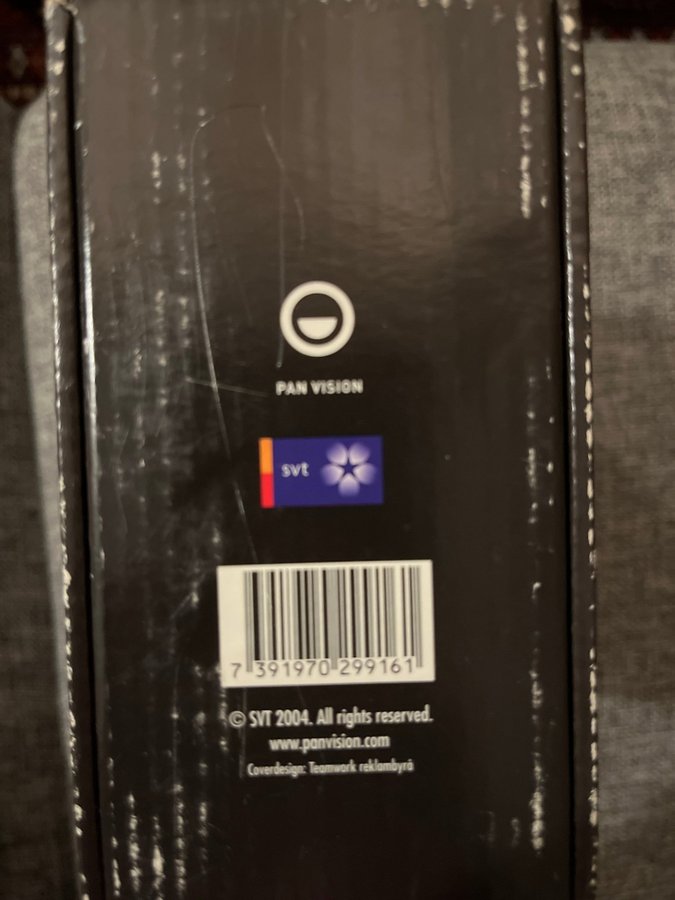 PAN VISION
svt
7 391970 299161
© SVT 2004. All rights reserved.
www.panvision.com
Coverdesign: Teamwork reklambyrå